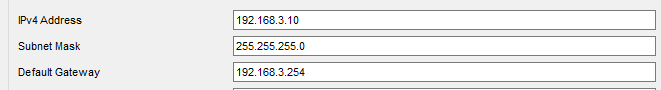 IPv4 Address 192.168.3.10
Subnet Mask 255.255.255.0
Default Gateway 192.168.3.254